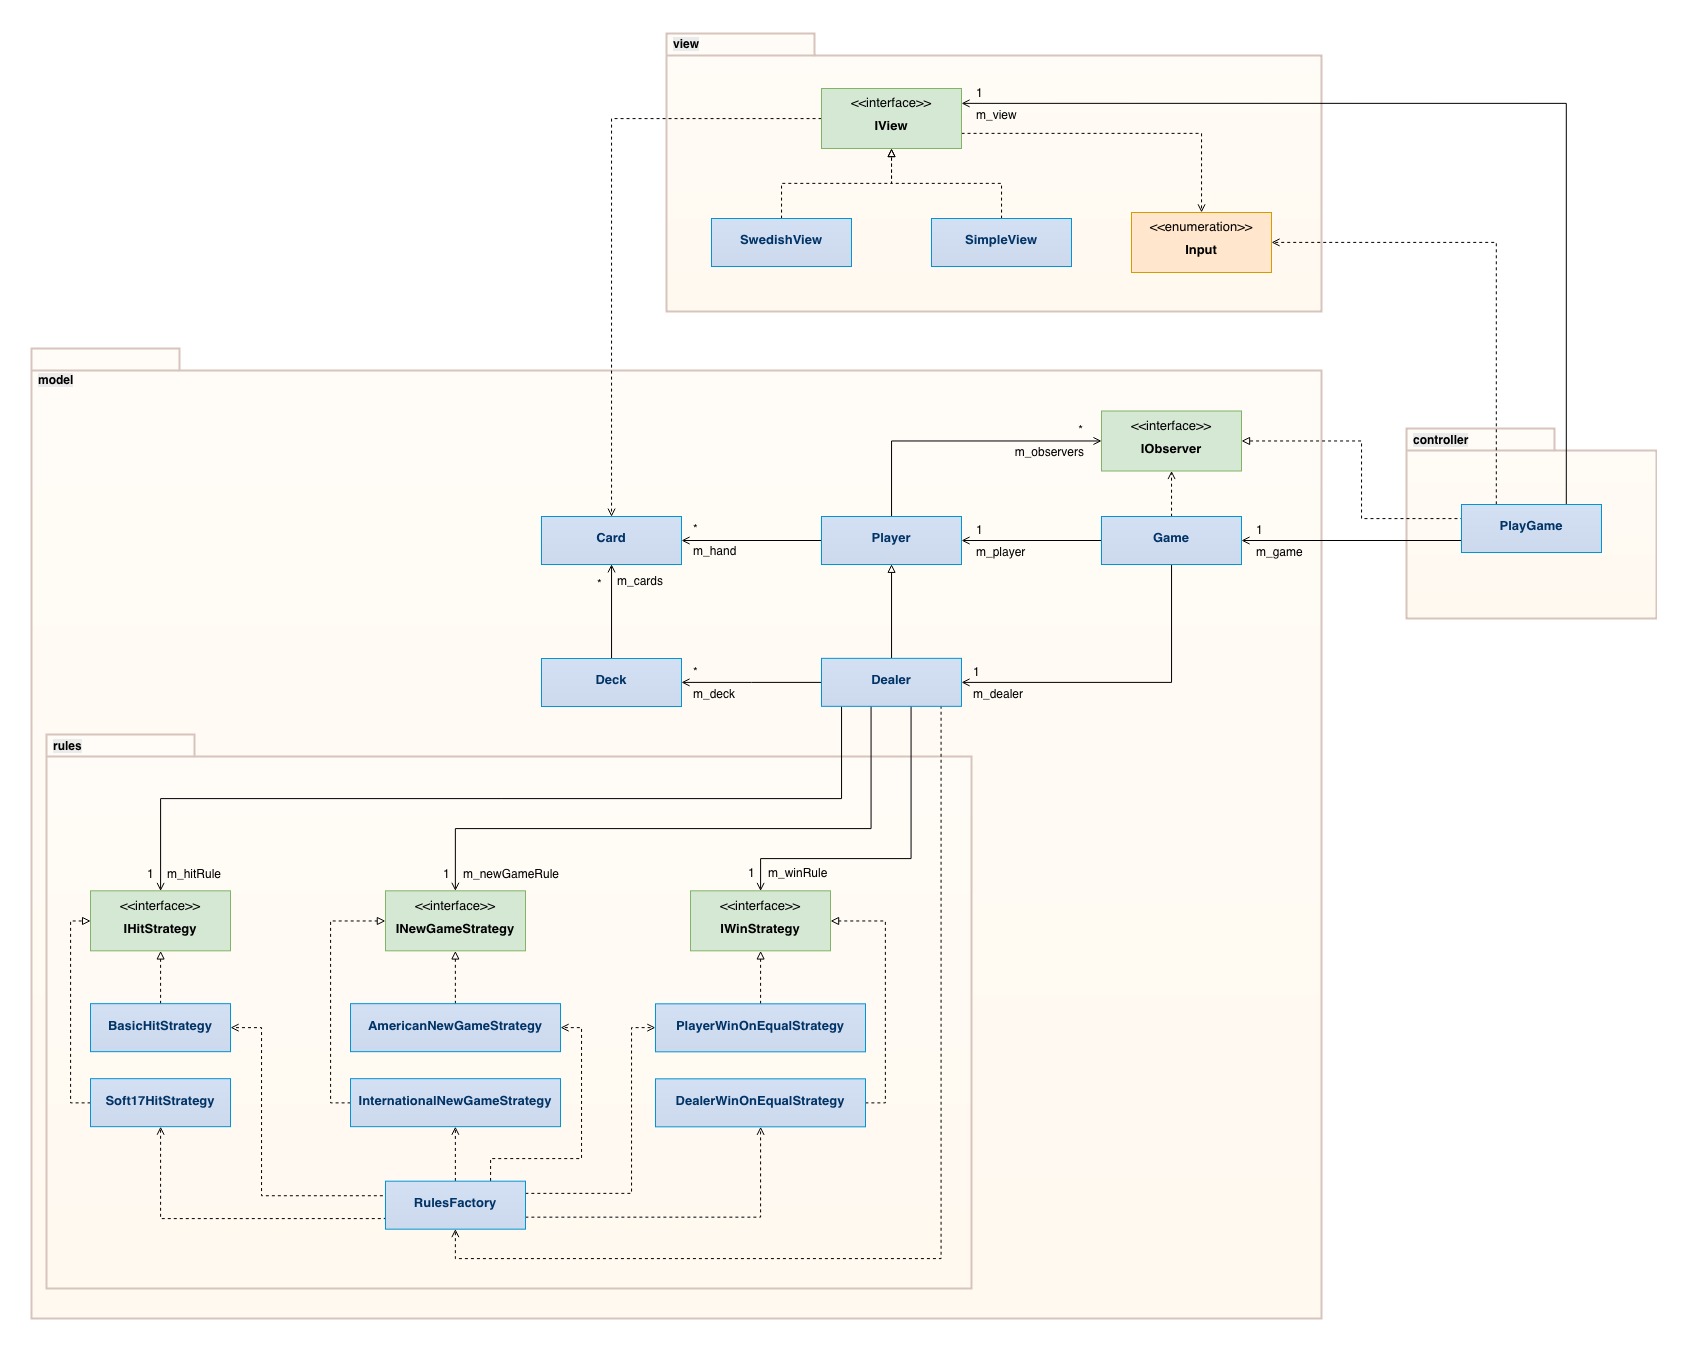 view
<<interface>>
IView
1
m_view
SwedishView
SimpleView
<<enumeration>>
Input
model
<<interface>>
IObserver
*
m_observers
controller
PlayGame
Card
*
m_hand
Player
1
m_player
Game
1
m_game
* m_cards
Deck
*
m_deck
Dealer
1
m_dealer
rules
1 m_hitRule
1 m_newGameRule
1 m_winRule
<<interface>>
IHitStrategy
<<interface>>
INewGameStrategy
<<interface>>
IWinStrategy
BasicHitStrategy
AmericanNewGameStrategy
PlayerWinOnEqualStrategy
Soft17HitStrategy
InternationalNewGameStrategy
DealerWinOnEqualStrategy
RulesFactory